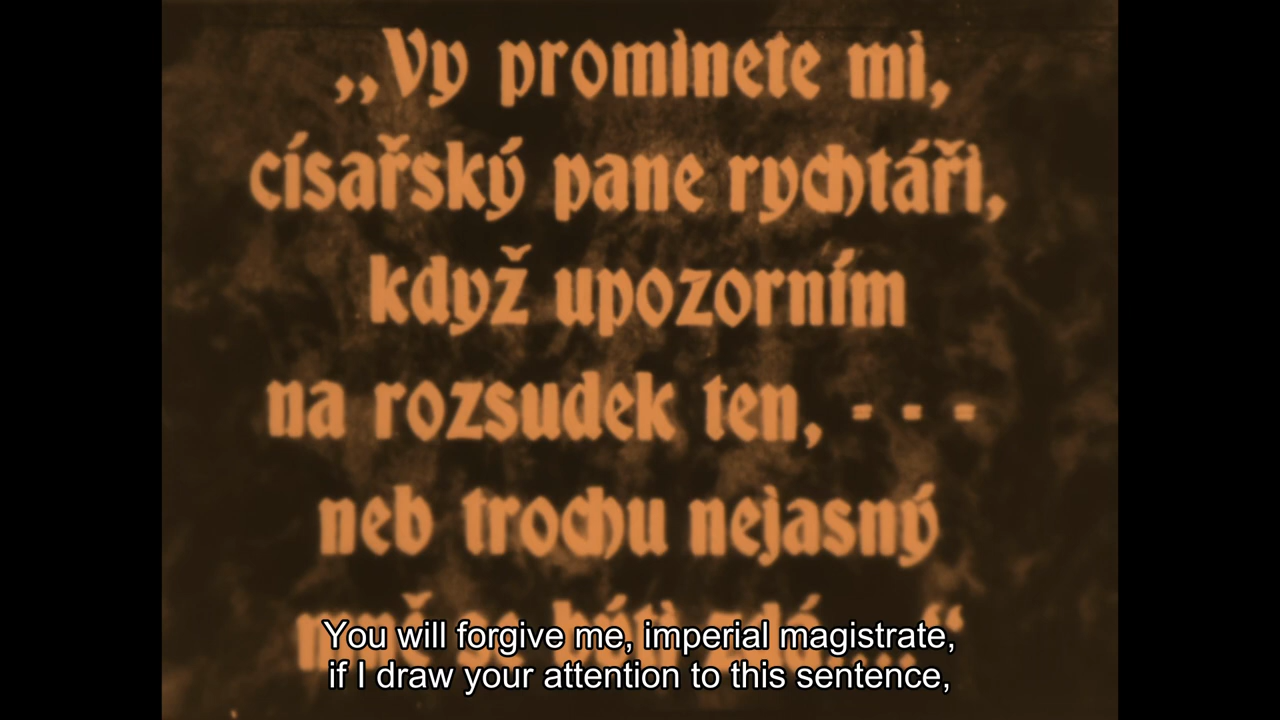 „Vy prominete mi,
císařský pane rychtáři,
když upozorním
na rozsudek ten, - - -
neb trochu nejasný
You will forgive me, imperial magistrate,
if I draw your attention to this sentence,